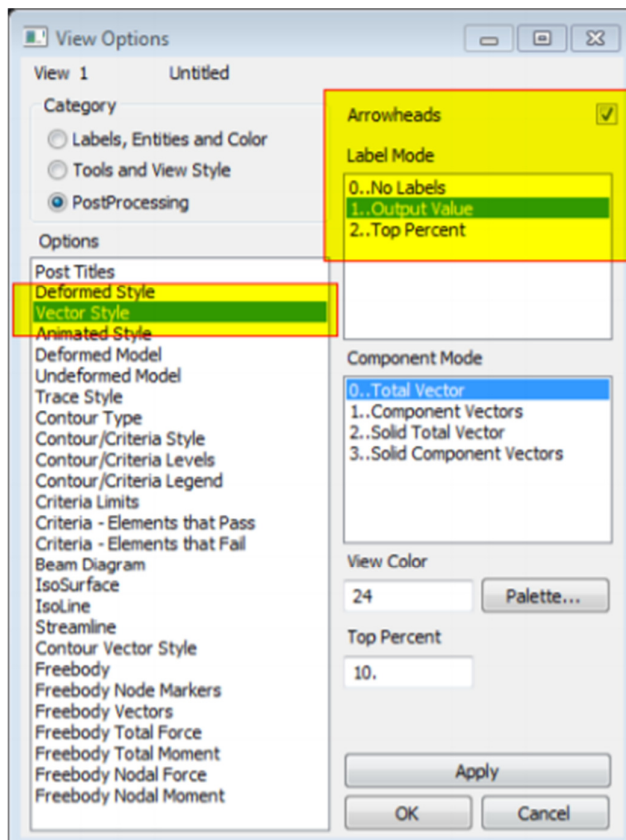 View Options
View 1 Untitled
Category
Labels, Entities and Color
Tools and View Style
PostProcessing
Options
Post Titles
Deformed Style
Vector Style
Animated Style
Deformed Model
Undeformed Model
Trace Style
Contour Type
Contour/Criteria Style
Contour/Criteria Levels
Contour/Criteria Legend
Criteria Limits
Criteria - Elements that Pass
Criteria - Elements that Fail
Beam Diagram
IsoSurface
IsoLine
Streamline
Contour Vector Style
Freebody
Freebody Node Markers
Freebody Vectors
Freebody Total Force
Freebody Total Moment
Freebody Nodal Force
Freebody Nodal Moment
Arrowheads
Label Mode
0..No Labels
1..Output Value
2..Top Percent
Component Mode
0..Total Vector
1..Component Vectors
2..Solid Total Vector
3..Solid Component Vectors
View Color
24 Palette...
Top Percent
10.
Apply
OK Cancel